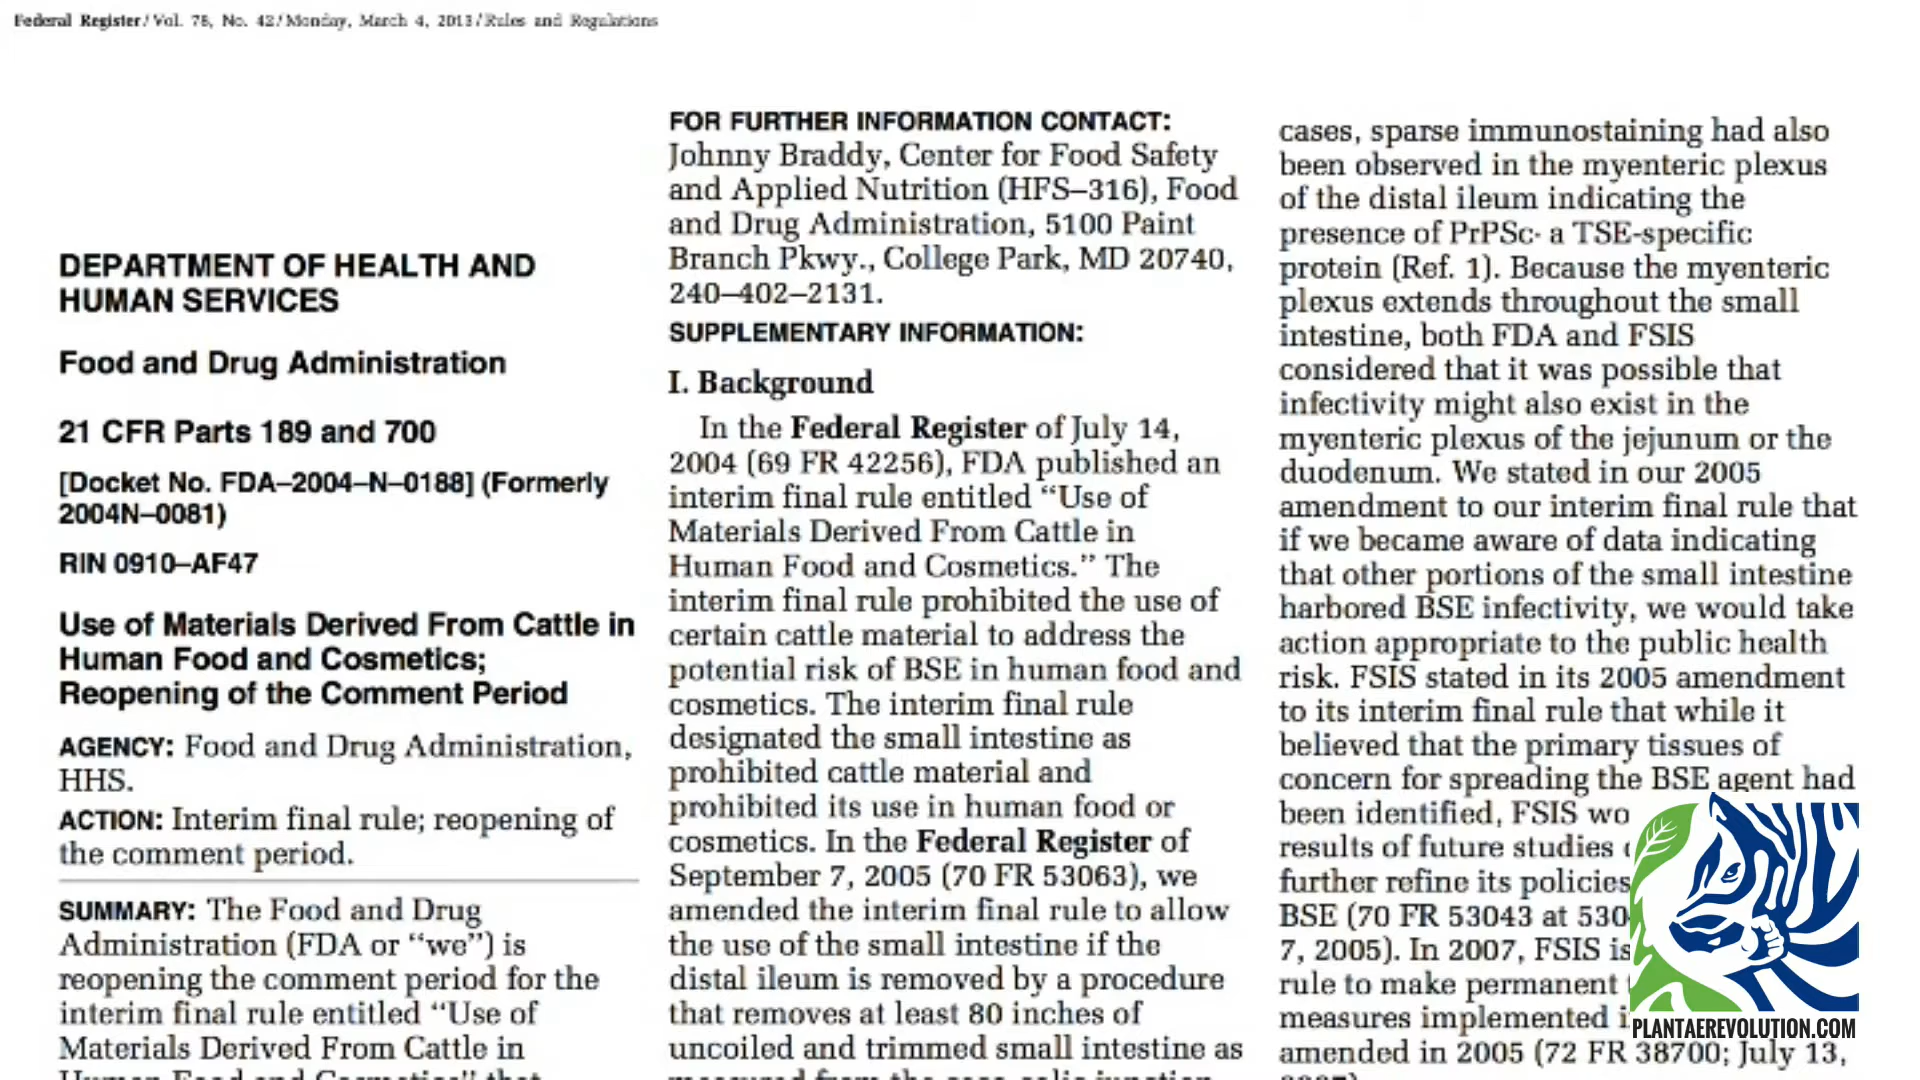 Federal Register / Vol. 78, No. 42 / Monday, March 4, 2013 / Rules and Regulations
DEPARTMENT OF HEALTH AND
HUMAN SERVICES
Food and Drug Administration
21 CFR Parts 189 and 700
[Docket No. FDA–2004–N–0188] (Formerly
2004N–0081)
RIN 0910–AF47
Use of Materials Derived From Cattle in
Human Food and Cosmetics;
Reopening of the Comment Period
AGENCY: Food and Drug Administration,
HHS.
ACTION: Interim final rule; reopening of
the comment period.
SUMMARY: The Food and Drug
Administration (FDA or “we”) is
reopening the comment period for the
interim final rule entitled “Use of
Materials Derived From Cattle in
Human Food and Cosmetics” that
FOR FURTHER INFORMATION CONTACT:
Johnny Braddy, Center for Food Safety
and Applied Nutrition (HFS–316), Food
and Drug Administration, 5100 Paint
Branch Pkwy., College Park, MD 20740,
240–402–2131.
SUPPLEMENTARY INFORMATION:
I. Background
In the Federal Register of July 14,
2004 (69 FR 42256), FDA published an
interim final rule entitled “Use of
Materials Derived From Cattle in
Human Food and Cosmetics.” The
interim final rule prohibited the use of
certain cattle material to address the
potential risk of BSE in human food and
cosmetics. The interim final rule
designated the small intestine as
prohibited cattle material and
prohibited its use in human food or
cosmetics. In the Federal Register of
September 7, 2005 (70 FR 53063), we
amended the interim final rule to allow
the use of the small intestine if the
distal ileum is removed by a procedure
that removes at least 80 inches of
uncoiled and trimmed small intestine as
measured from the ceco-colic junction
cases, sparse immunostaining had also
been observed in the myenteric plexus
of the distal ileum indicating the
presence of PrPSc- a TSE-specific
protein (Ref. 1). Because the myenteric
plexus extends throughout the small
intestine, both FDA and FSIS
considered that it was possible that
infectivity might also exist in the
myenteric plexus of the jejunum or the
duodenum. We stated in our 2005
amendment to our interim final rule that
if we became aware of data indicating
that other portions of the small intestine
harbored BSE infectivity, we would take
action appropriate to the public health
risk. FSIS stated in its 2005 amendment
to its interim final rule that while it
believed that the primary tissues of
concern for spreading the BSE agent had
been identified, FSIS wo
results of future studies
further refine its policies
BSE (70 FR 53043 at 530
7, 2005). In 2007, FSIS is
rule to make permanent
measures implemented i
amended in 2005 (72 FR 38700; July 13,
PLANTAEREVOLUTION.COM